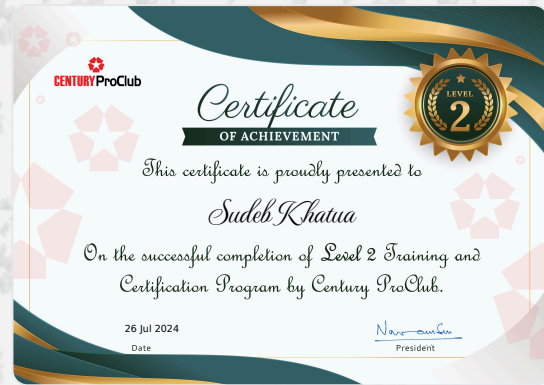 CENTURY ProClub
Certificate
OF ACHIEVEMENT
LEVEL
2
This certificate is proudly presented to
Sudeb Khatua
On the successful completion of Level 2 Training and
Certification Program by Century ProClub.
26 Jul 2024
Date
President